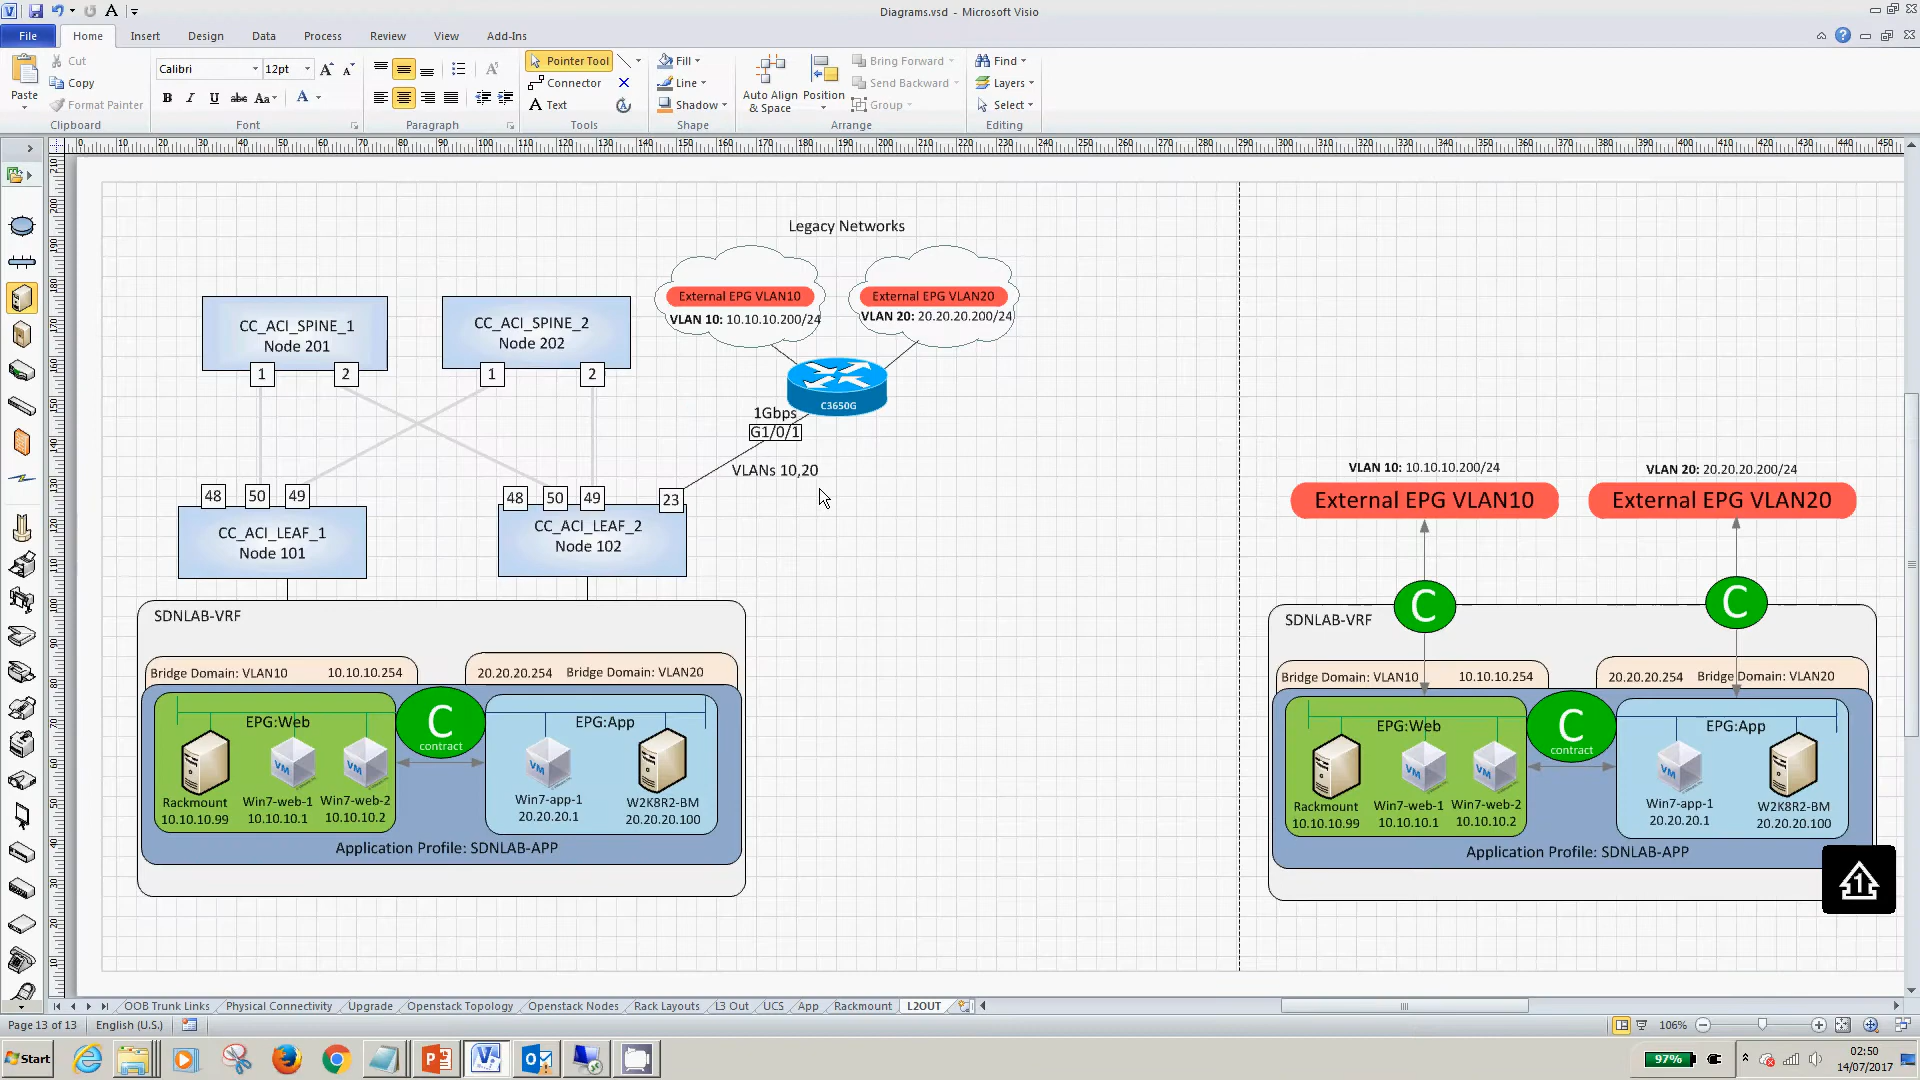 Diagrams.vsd - Microsoft Visio
File Home Insert Design Data Process Review View Add-Ins
Paste
Cut
Copy
Format Painter
Clipboard
Calibri 12pt
Font
Paragraph
Pointer Tool
Connector
Text
Tools
Fill
Line
Shadow
Shape
Auto Align & Space
Position
Bring Forward
Send Backward
Group
Arrange
Find
Layers
Select
Editing
Legacy Networks
External EPG VLAN10
VLAN 10: 10.10.10.200/24
External EPG VLAN20
VLAN 20: 20.20.20.200/24
CC_ACI_SPINE_1
Node 201
1 2
CC_ACI_SPINE_2
Node 202
1 2
C3650G
1Gbps
G1/0/1
VLANs 10,20
48 50 49
CC_ACI_LEAF_1
Node 101
48 50 49 23
CC_ACI_LEAF_2
Node 102
SDNLAB-VRF
Bridge Domain: VLAN10 10.10.10.254
20.20.20.254 Bridge Domain: VLAN20
EPG:Web
C
contract
EPG:App
VM
VM
VM
Rackmount
10.10.10.99
Win7-web-1
10.10.10.1
Win7-web-2
10.10.10.2
Win7-app-1
20.20.20.1
W2K8R2-BM
20.20.20.100
Application Profile: SDNLAB-APP
VLAN 10: 10.10.10.200/24
External EPG VLAN10
VLAN 20: 20.20.20.200/24
External EPG VLAN20
C
C
SDNLAB-VRF
Bridge Domain: VLAN10 10.10.10.254
20.20.20.254 Bridge Domain: VLAN20
EPG:Web
C
contract
EPG:App
VM
VM
VM
Rackmount
10.10.10.99
Win7-web-1
10.10.10.1
Win7-web-2
10.10.10.2
Win7-app-1
20.20.20.1
W2K8R2-BM
20.20.20.100
Application Profile: SDNLAB-APP
1
OOB Trunk Links Physical Connectivity Upgrade Openstack Topology Openstack Nodes Rack Layouts L3 Out UCS App Rackmount L2OUT
Page 13 of 13 English (U.S.) 106%
Start
97%
02:50
14/07/2017